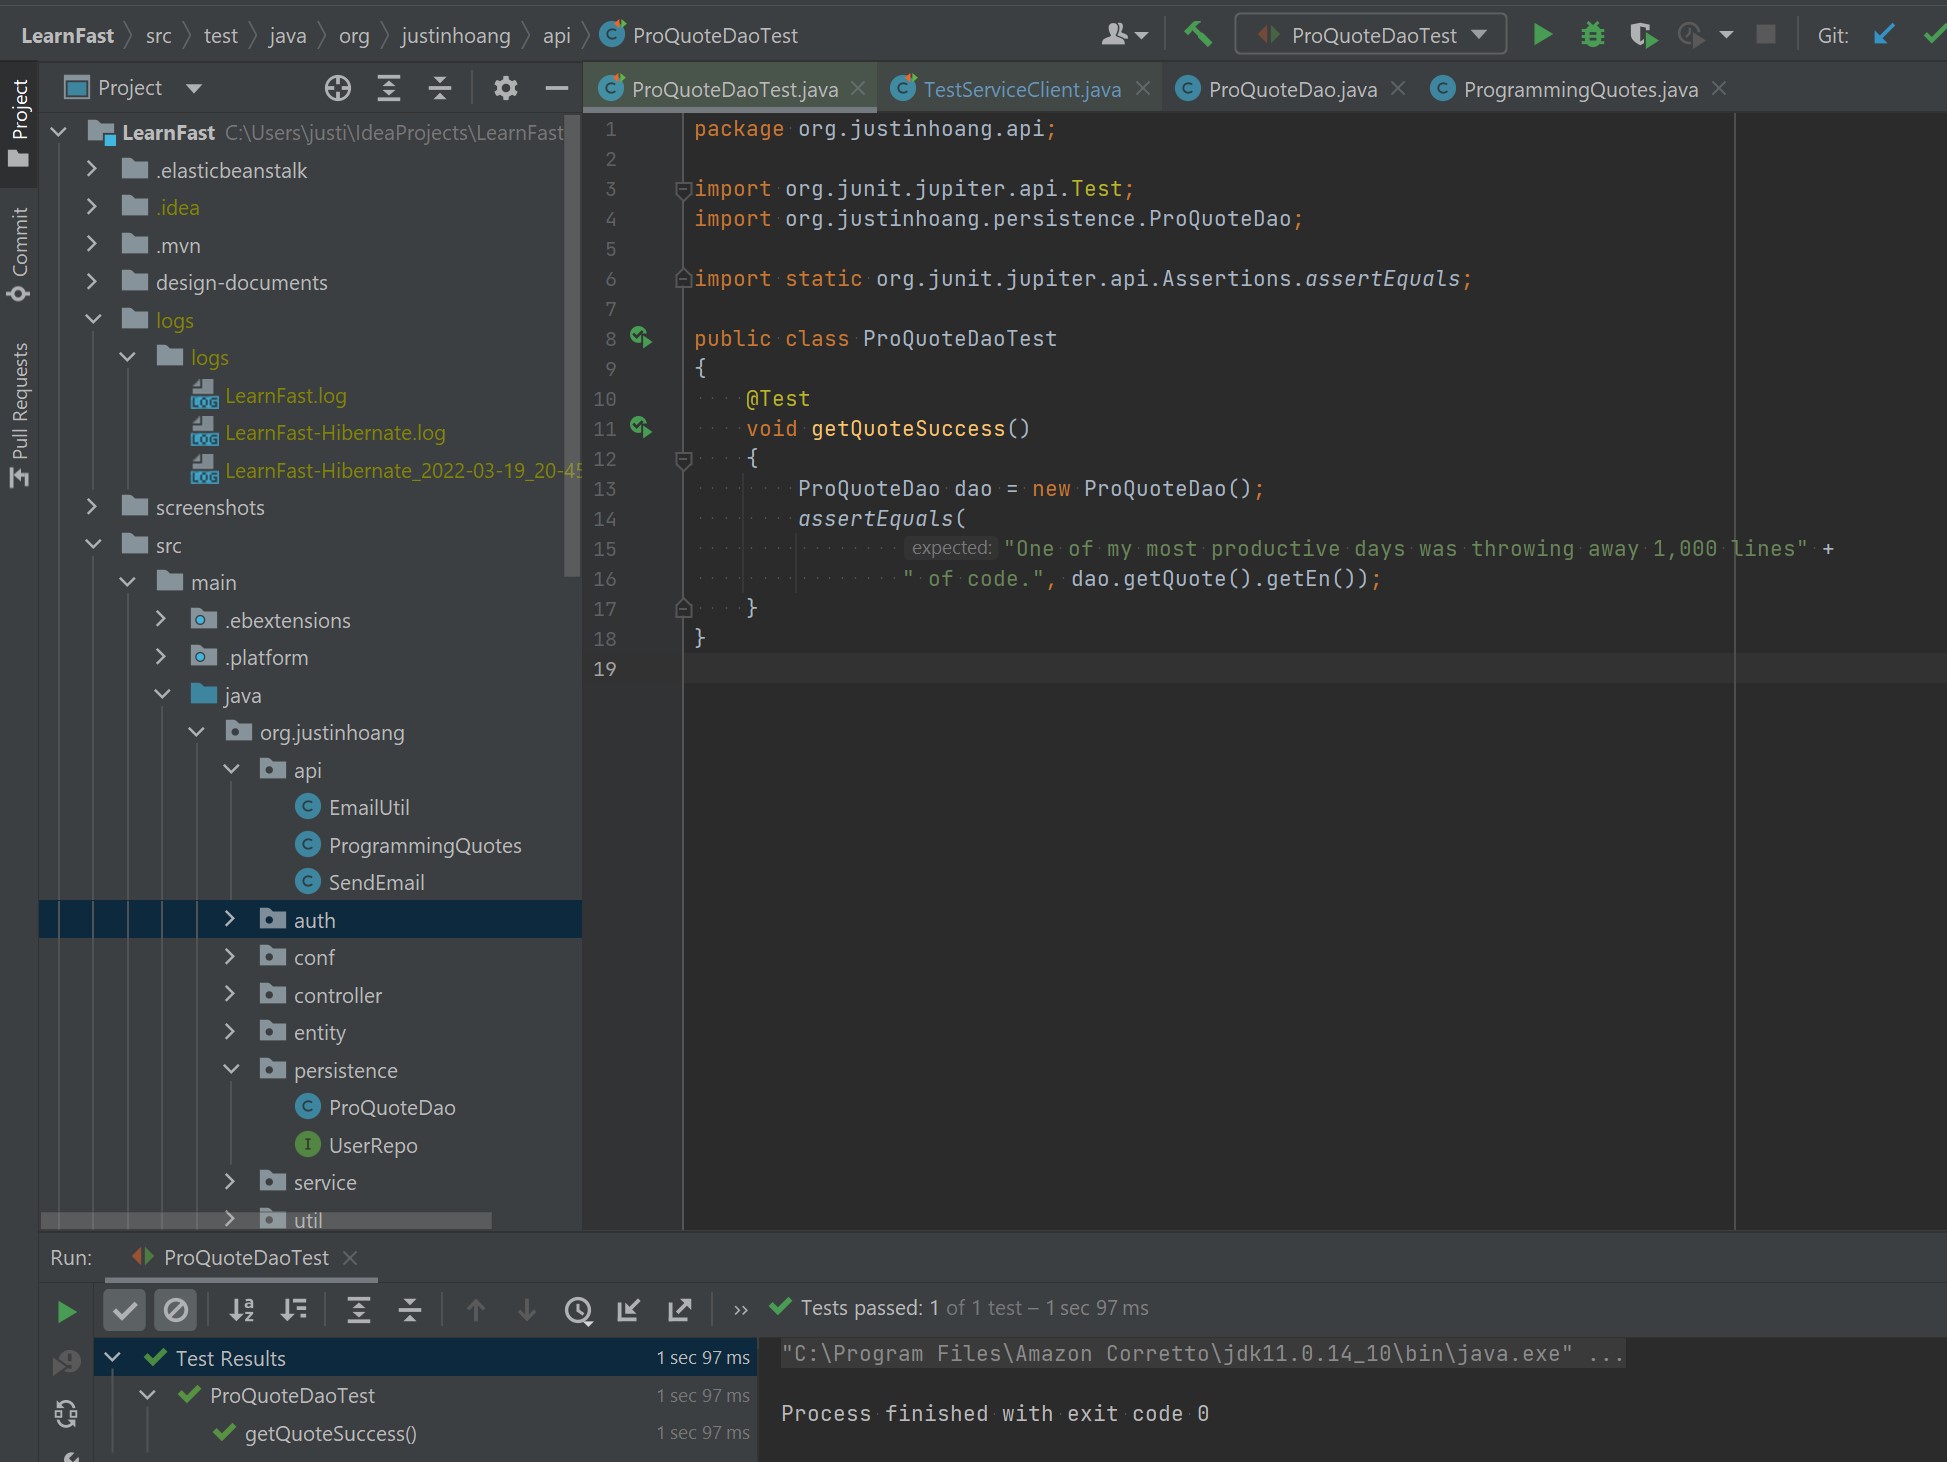 LearnFast src test java org justinhoang api ProQuoteDaoTest ProQuoteDaoTest Git:
Project
Commit
Pull Requests
Project
LearnFast C:\Users\justi\IdeaProjects\LearnFast
.elasticbeanstalk
.idea
.mvn
design-documents
logs
logs
LearnFast.log
LearnFast-Hibernate.log
LearnFast-Hibernate_2022-03-19_20-45
screenshots
src
main
.ebextensions
.platform
java
org.justinhoang
api
EmailUtil
ProgrammingQuotes
SendEmail
auth
conf
controller
entity
persistence
ProQuoteDao
UserRepo
service
util
ProQuoteDaoTest.java TestServiceClient.java ProQuoteDao.java ProgrammingQuotes.java
1 package org.justinhoang.api;
2
3 import org.junit.jupiter.api.Test;
4 import org.justinhoang.persistence.ProQuoteDao;
5
6 import static org.junit.jupiter.api.Assertions.assertEquals;
7
8 public class ProQuoteDaoTest
9 {
10 @Test
11 void getQuoteSuccess()
12 {
13 ProQuoteDao dao = new ProQuoteDao();
14 assertEquals(
15 expected: "One of my most productive days was throwing away 1,000 lines" +
16 " of code.", dao.getQuote().getEn());
17 }
18 }
19
Run: ProQuoteDaoTest
Tests passed: 1 of 1 test – 1 sec 97 ms
Test Results 1 sec 97 ms
ProQuoteDaoTest 1 sec 97 ms
getQuoteSuccess() 1 sec 97 ms
"C:\Program Files\Amazon Corretto\jdk11.0.14_10\bin\java.exe" ...
Process finished with exit code 0